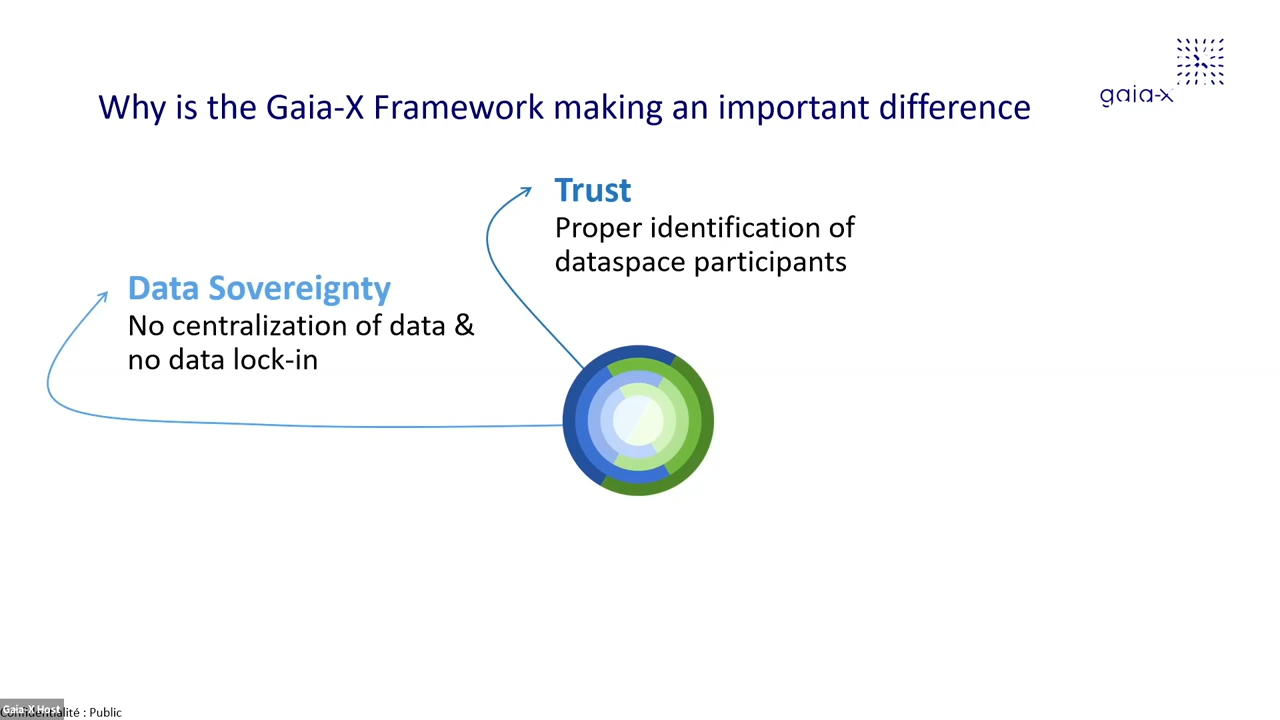 gaia-x
Why is the Gaia-X Framework making an important difference
Trust
Proper identification of
dataspace participants
Data Sovereignty
No centralization of data &
no data lock-in
Gaia-X Host
Confidentialité : Public